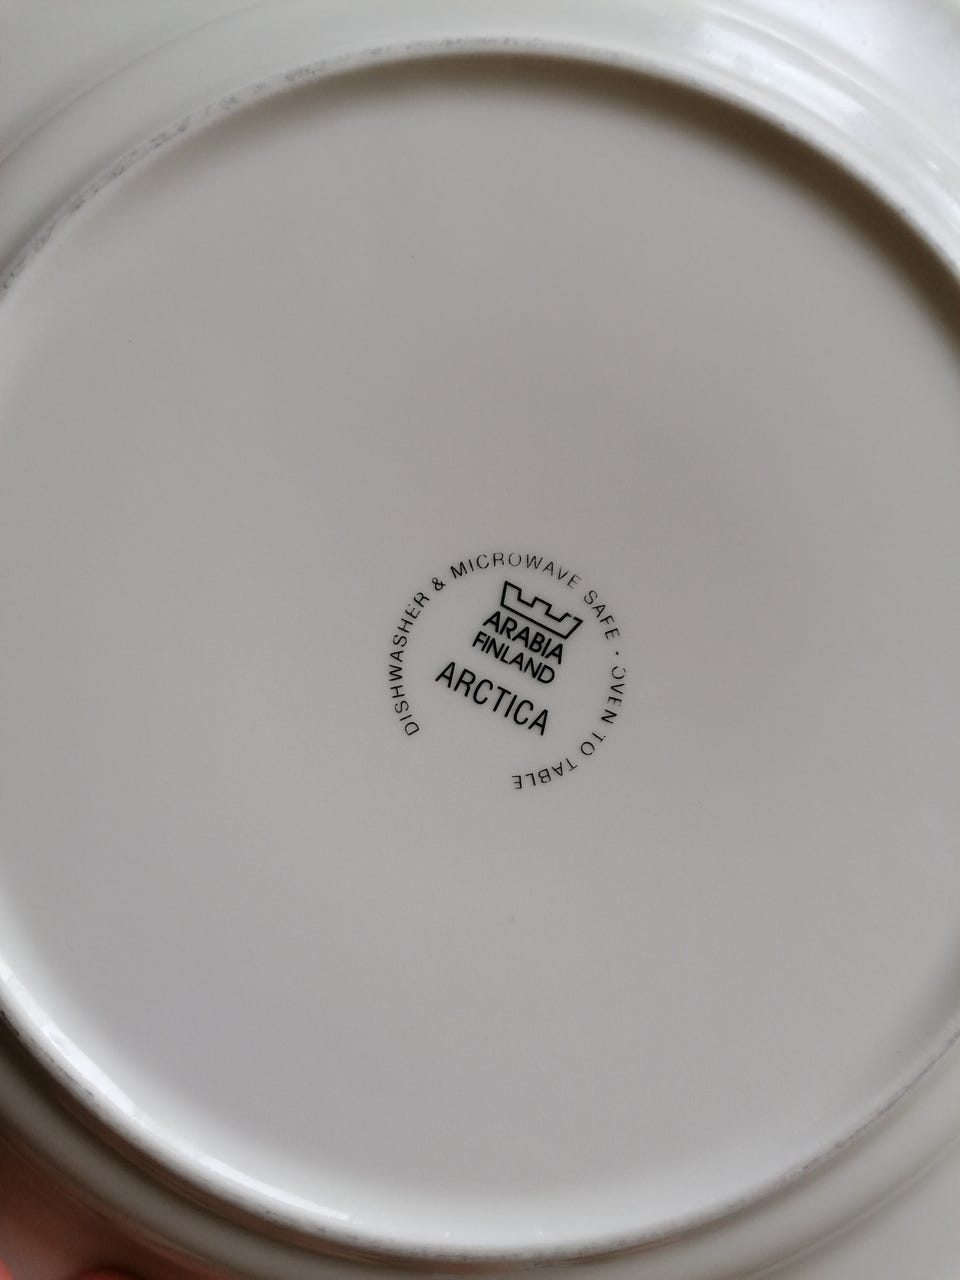 DISHWASHER & MICROWAVE SAFE · OVEN TO TABLE
ARABIA
FINLAND
ARCTICA